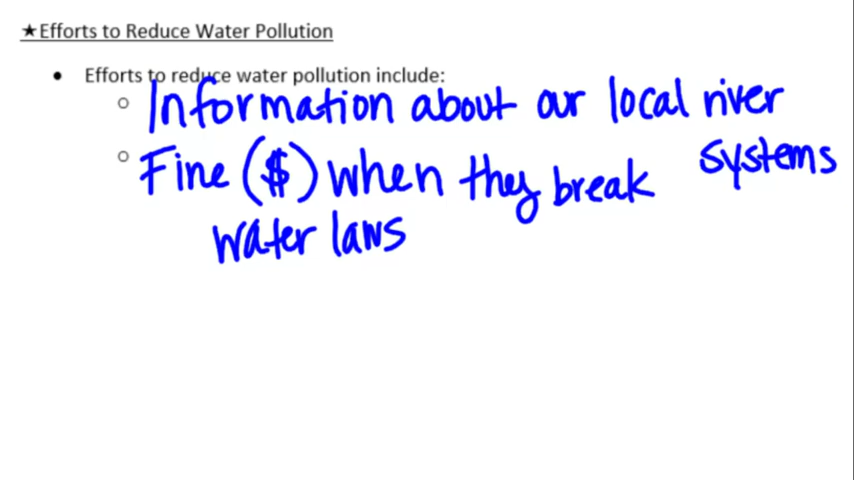 ★Efforts to Reduce Water Pollution
• Efforts to reduce water pollution include:
○ Information about our local river
systems
○ Fine ($) when they break
water laws